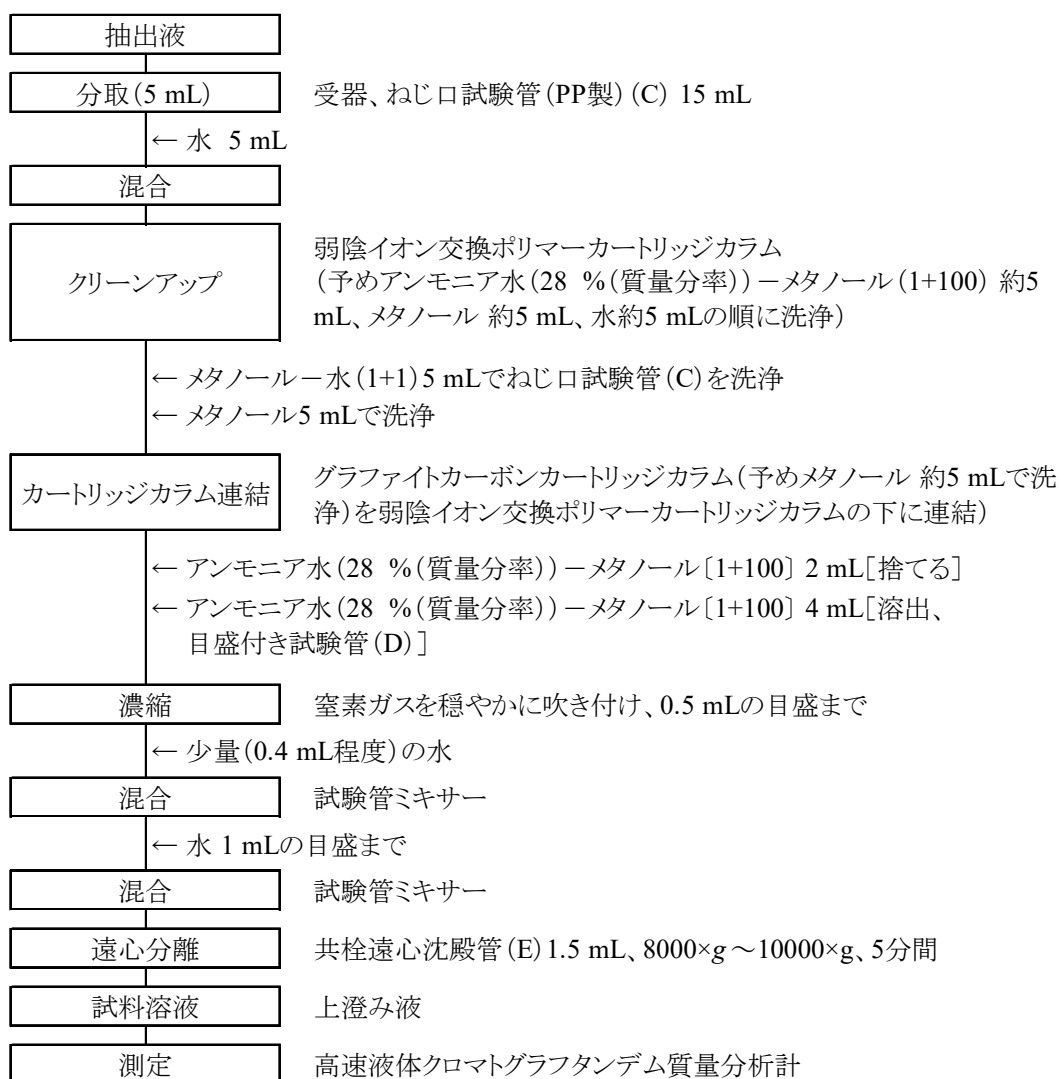 抽出液
分取(5 mL) 受器、ねじ口試験管(PP製)(C) 15 mL
← 水 5 mL
混合
弱陰イオン交換ポリマーカートリッジカラム
クリーンアップ (予めアンモニア水(28 %(質量分率))-メタノール(1+100) 約5
mL、メタノール 約5 mL、水約5 mLの順に洗浄)
← メタノール-水(1+1)5 mLでねじ口試験管(C)を洗浄
← メタノール5 mLで洗浄
カートリッジカラム連結 グラファイトカーボンカートリッジカラム(予めメタノール 約5 mLで洗
浄)を弱陰イオン交換ポリマーカートリッジカラムの下に連結)
← アンモニア水(28 %(質量分率))-メタノール〔1+100〕 2 mL[捨てる]
← アンモニア水(28 %(質量分率))-メタノール〔1+100〕 4 mL[溶出、
目盛付き試験管(D)]
濃縮 窒素ガスを穏やかに吹き付け、0.5 mLの目盛まで
← 少量(0.4 mL程度)の水
混合 試験管ミキサー
← 水 1 mLの目盛まで
混合 試験管ミキサー
遠心分離 共栓遠心沈殿管(E)1.5 mL、8000×g~10000×g、5分間
試料溶液 上澄み液
測定 高速液体クロマトグラフタンデム質量分析計